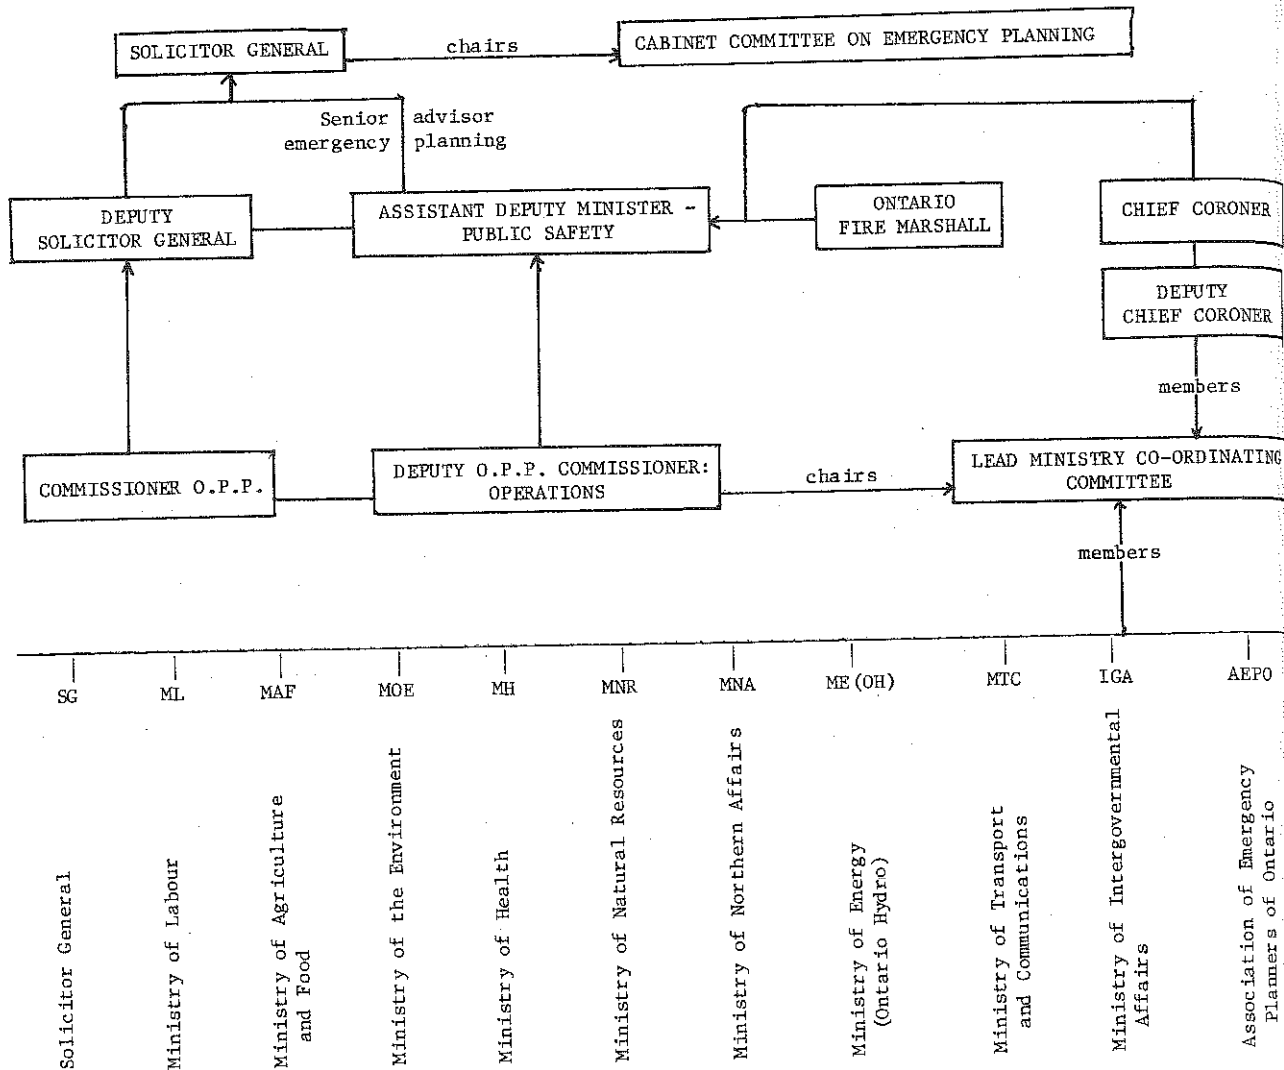 SOLICITOR GENERAL
chairs
CABINET COMMITTEE ON EMERGENCY PLANNING
Senior advisor
emergency planning
DEPUTY
SOLICITOR GENERAL
ASSISTANT DEPUTY MINISTER -
PUBLIC SAFETY
ONTARIO
FIRE MARSHALL
CHIEF CORONER
DEPUTY
CHIEF CORONER
members
COMMISSIONER O.P.P.
DEPUTY O.P.P. COMMISSIONER:
OPERATIONS
chairs
LEAD MINISTRY CO-ORDINATING
COMMITTEE
members
SG
ML
MAF
MOE
MH
MNR
MNA
ME(OH)
MTC
IGA
AEPO
Solicitor General
Ministry of Labour
Ministry of Agriculture
and Food
Ministry of the Environment
Ministry of Health
Ministry of Natural Resources
Ministry of Northern Affairs
Ministry of Energy
(Ontario Hydro)
Ministry of Transport
and Communications
Ministry of Intergovernmental
Affairs
Association of Emergency
Planners of Ontario